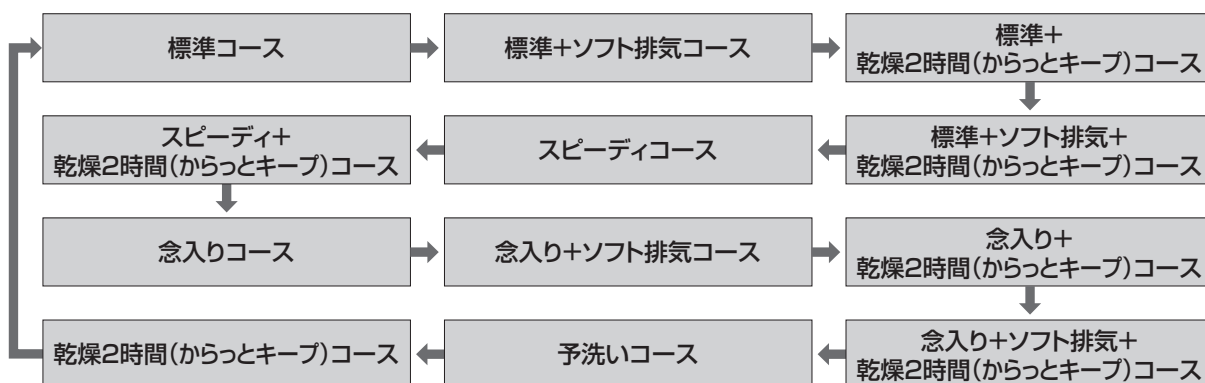 標準コース
標準+ソフト排気コース
標準+
乾燥2時間(からっとキープ)コース
標準+ソフト排気+
乾燥2時間(からっとキープ)コース
スピーディコース
スピーディ+
乾燥2時間(からっとキープ)コース
念入りコース
念入り+ソフト排気コース
念入り+
乾燥2時間(からっとキープ)コース
念入り+ソフト排気+
乾燥2時間(からっとキープ)コース
予洗いコース
乾燥2時間(からっとキープ)コース